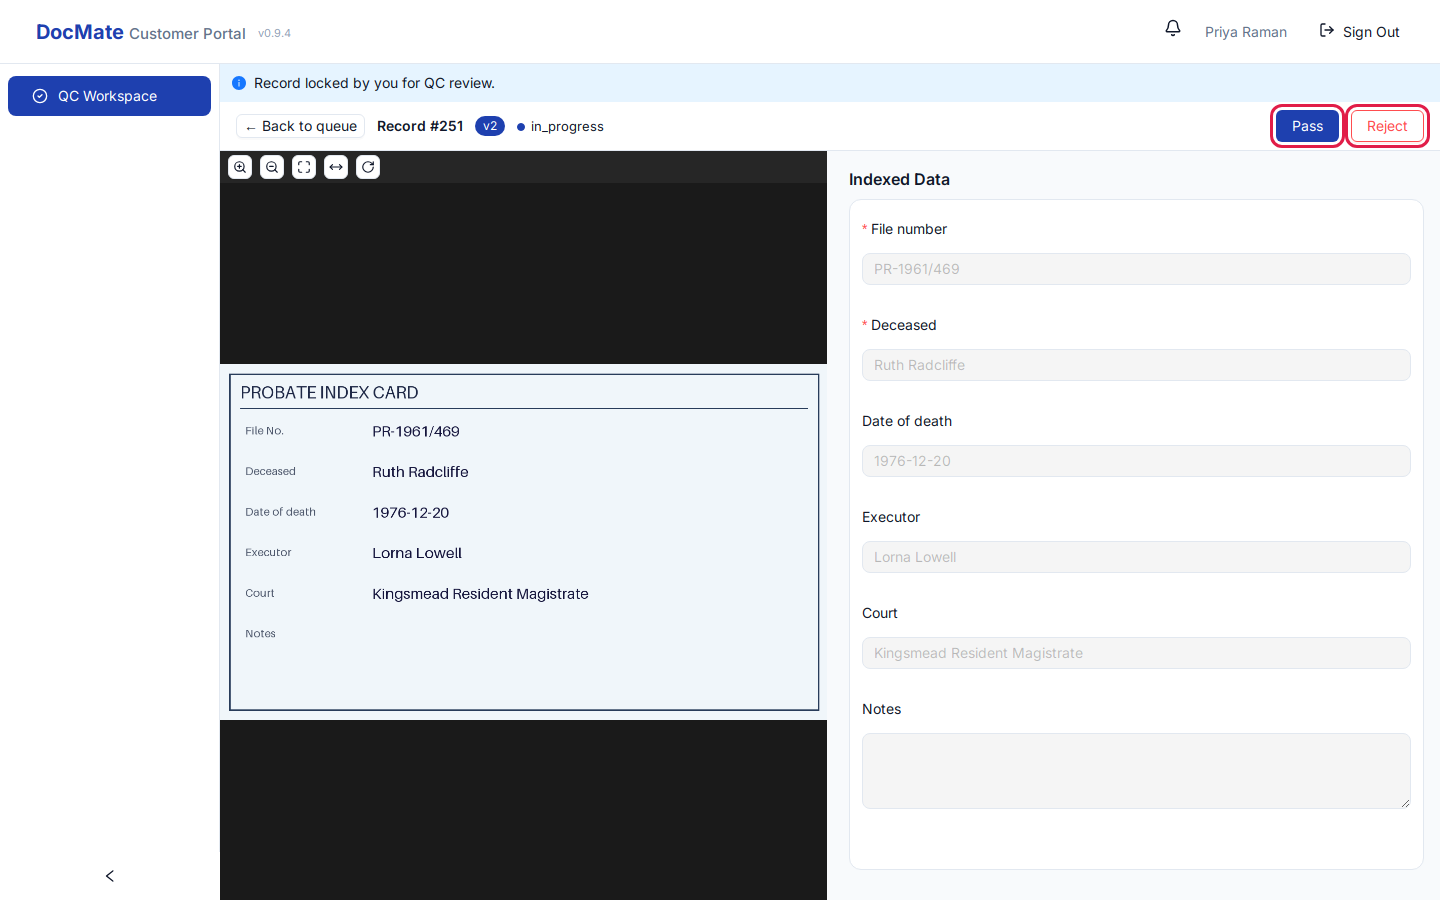 DocMate Customer Portal v0.9.4
Priya Raman
Sign Out
QC Workspace
Record locked by you for QC review.
← Back to queue
Record #251
v2
in_progress
Pass
Reject
PROBATE INDEX CARD
File No. PR-1961/469
Deceased Ruth Radcliffe
Date of death 1976-12-20
Executor Lorna Lowell
Court Kingsmead Resident Magistrate
Notes
Indexed Data
* File number
PR-1961/469
* Deceased
Ruth Radcliffe
Date of death
1976-12-20
Executor
Lorna Lowell
Court
Kingsmead Resident Magistrate
Notes